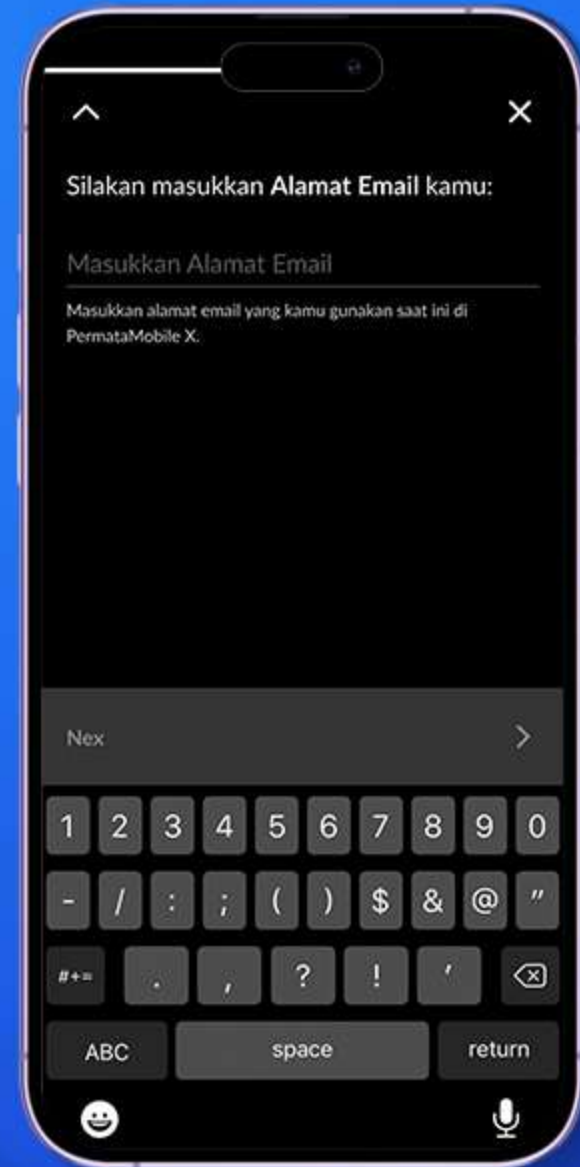 Silakan masukkan Alamat Email kamu:
Masukkan Alamat Email
Masukkan alamat email yang kamu gunakan saat ini di
PermataMobile X.
Nex
1 2 3 4 5 6 7 8 9 0
- / : ; ( ) $ & @ "
#+= . , ? ! '
ABC space return